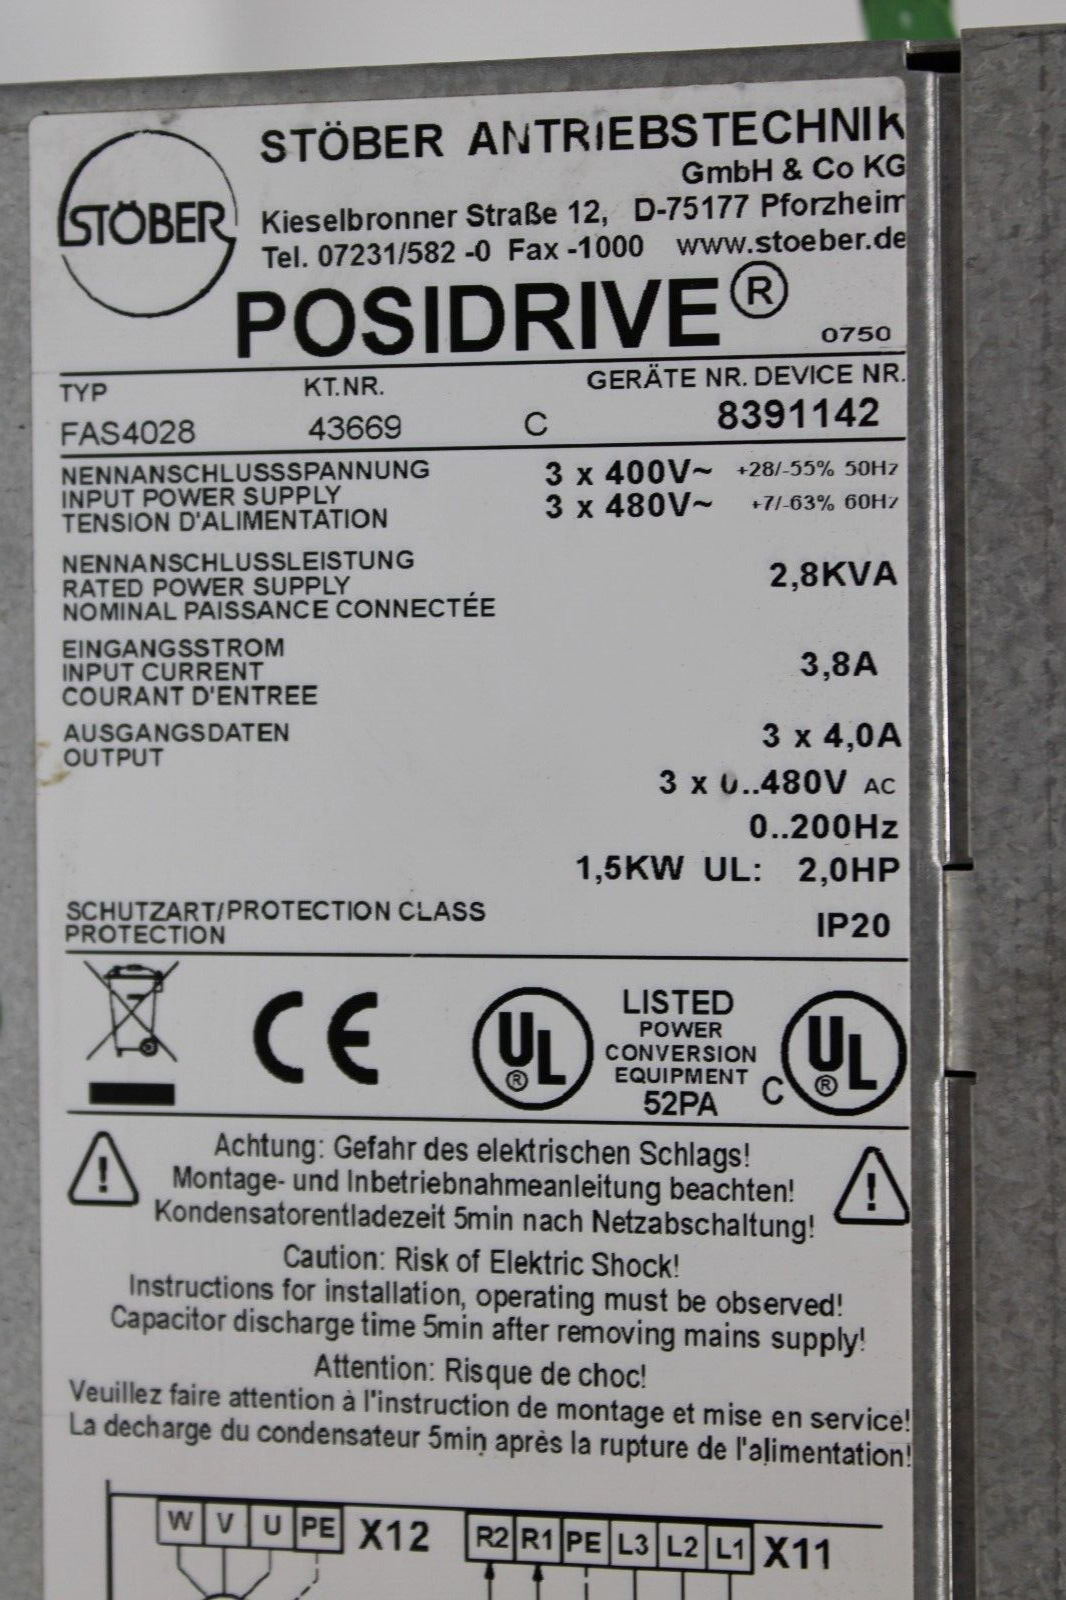 STÖBER
STÖBER ANTRIEBSTECHNIK
GmbH & Co KG
Kieselbronner Straße 12, D-75177 Pforzheim
Tel. 07231/582 -0 Fax -1000 www.stoeber.de
POSIDRIVE®
0750
TYP KT.NR. GERÄTE NR. DEVICE NR.
FAS4028 43669 C 8391142
NENNANSCHLUSSSPANNUNG 3 x 400V~ +28/-55% 50Hz
INPUT POWER SUPPLY 3 x 480V~ +7/-63% 60Hz
TENSION D'ALIMENTATION
NENNANSCHLUSSLEISTUNG
RATED POWER SUPPLY 2,8KVA
NOMINAL PAISSANCE CONNECTÉE
EINGANGSSTROM
INPUT CURRENT 3,8A
COURANT D'ENTREE
AUSGANGSDATEN 3 x 4,0A
OUTPUT
3 x 0..480V AC
0..200Hz
1,5KW UL: 2,0HP
SCHUTZART/PROTECTION CLASS IP20
PROTECTION
CE
UL ®
LISTED
POWER
CONVERSION
EQUIPMENT
52PA
C UL ®
Achtung: Gefahr des elektrischen Schlags!
Montage- und Inbetriebnahmeanleitung beachten!
Kondensatorentladezeit 5min nach Netzabschaltung!
Caution: Risk of Elektric Shock!
Instructions for installation, operating must be observed!
Capacitor discharge time 5min after removing mains supply!
Attention: Risque de choc!
Veuillez faire attention à l'instruction de montage et mise en service!
La decharge du condensateur 5min après la rupture de l'alimentation!
W V U PE X12 R2 R1 PE L3 L2 L1 X11